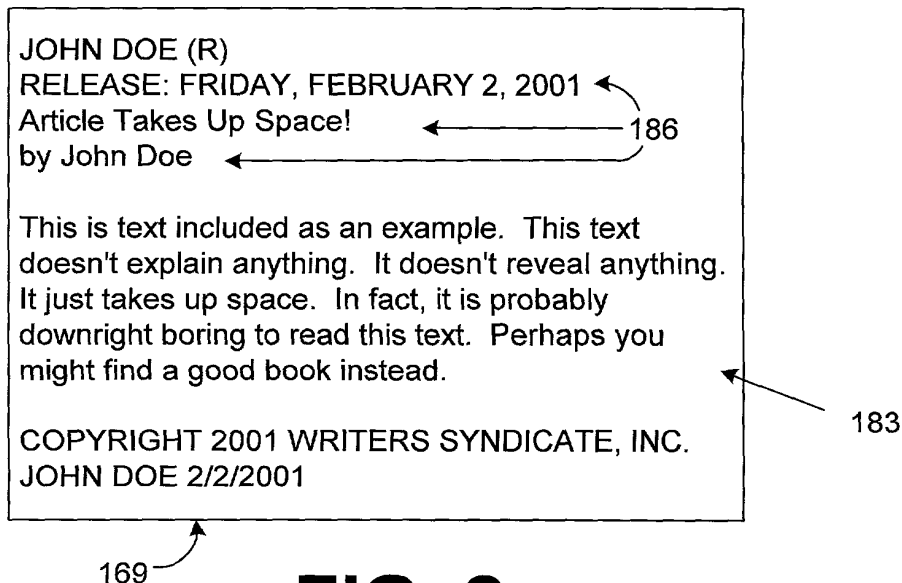 JOHN DOE (R)
RELEASE: FRIDAY, FEBRUARY 2, 2001
Article Takes Up Space!
186
by John Doe
This is text included as an example. This text
doesn't explain anything. It doesn't reveal anything.
It just takes up space. In fact, it is probably
downright boring to read this text. Perhaps you
might find a good book instead.
183
COPYRIGHT 2001 WRITERS SYNDICATE, INC.
JOHN DOE 2/2/2001
169